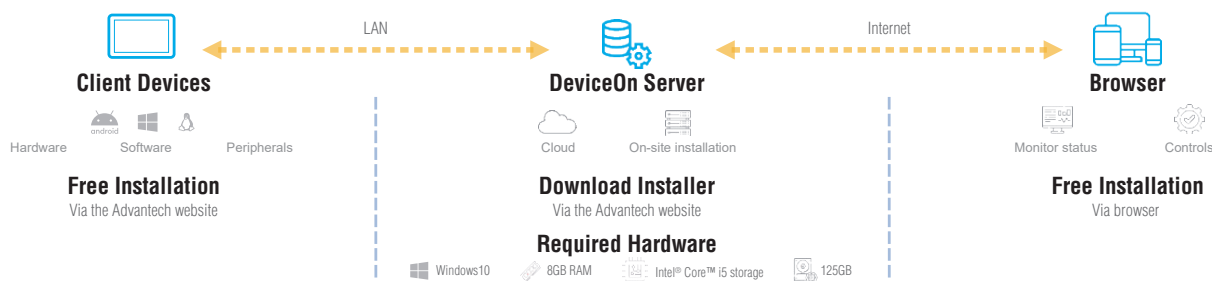 LAN
Internet
Client Devices
DeviceOn Server
Browser
android
Hardware
Software
Peripherals
Cloud
On-site installation
Monitor status
Controls
Free Installation
Via the Advantech website
Download Installer
Via the Advantech website
Free Installation
Via browser
Required Hardware
Windows10
8GB RAM
Intel® Core™ i5 storage
125GB